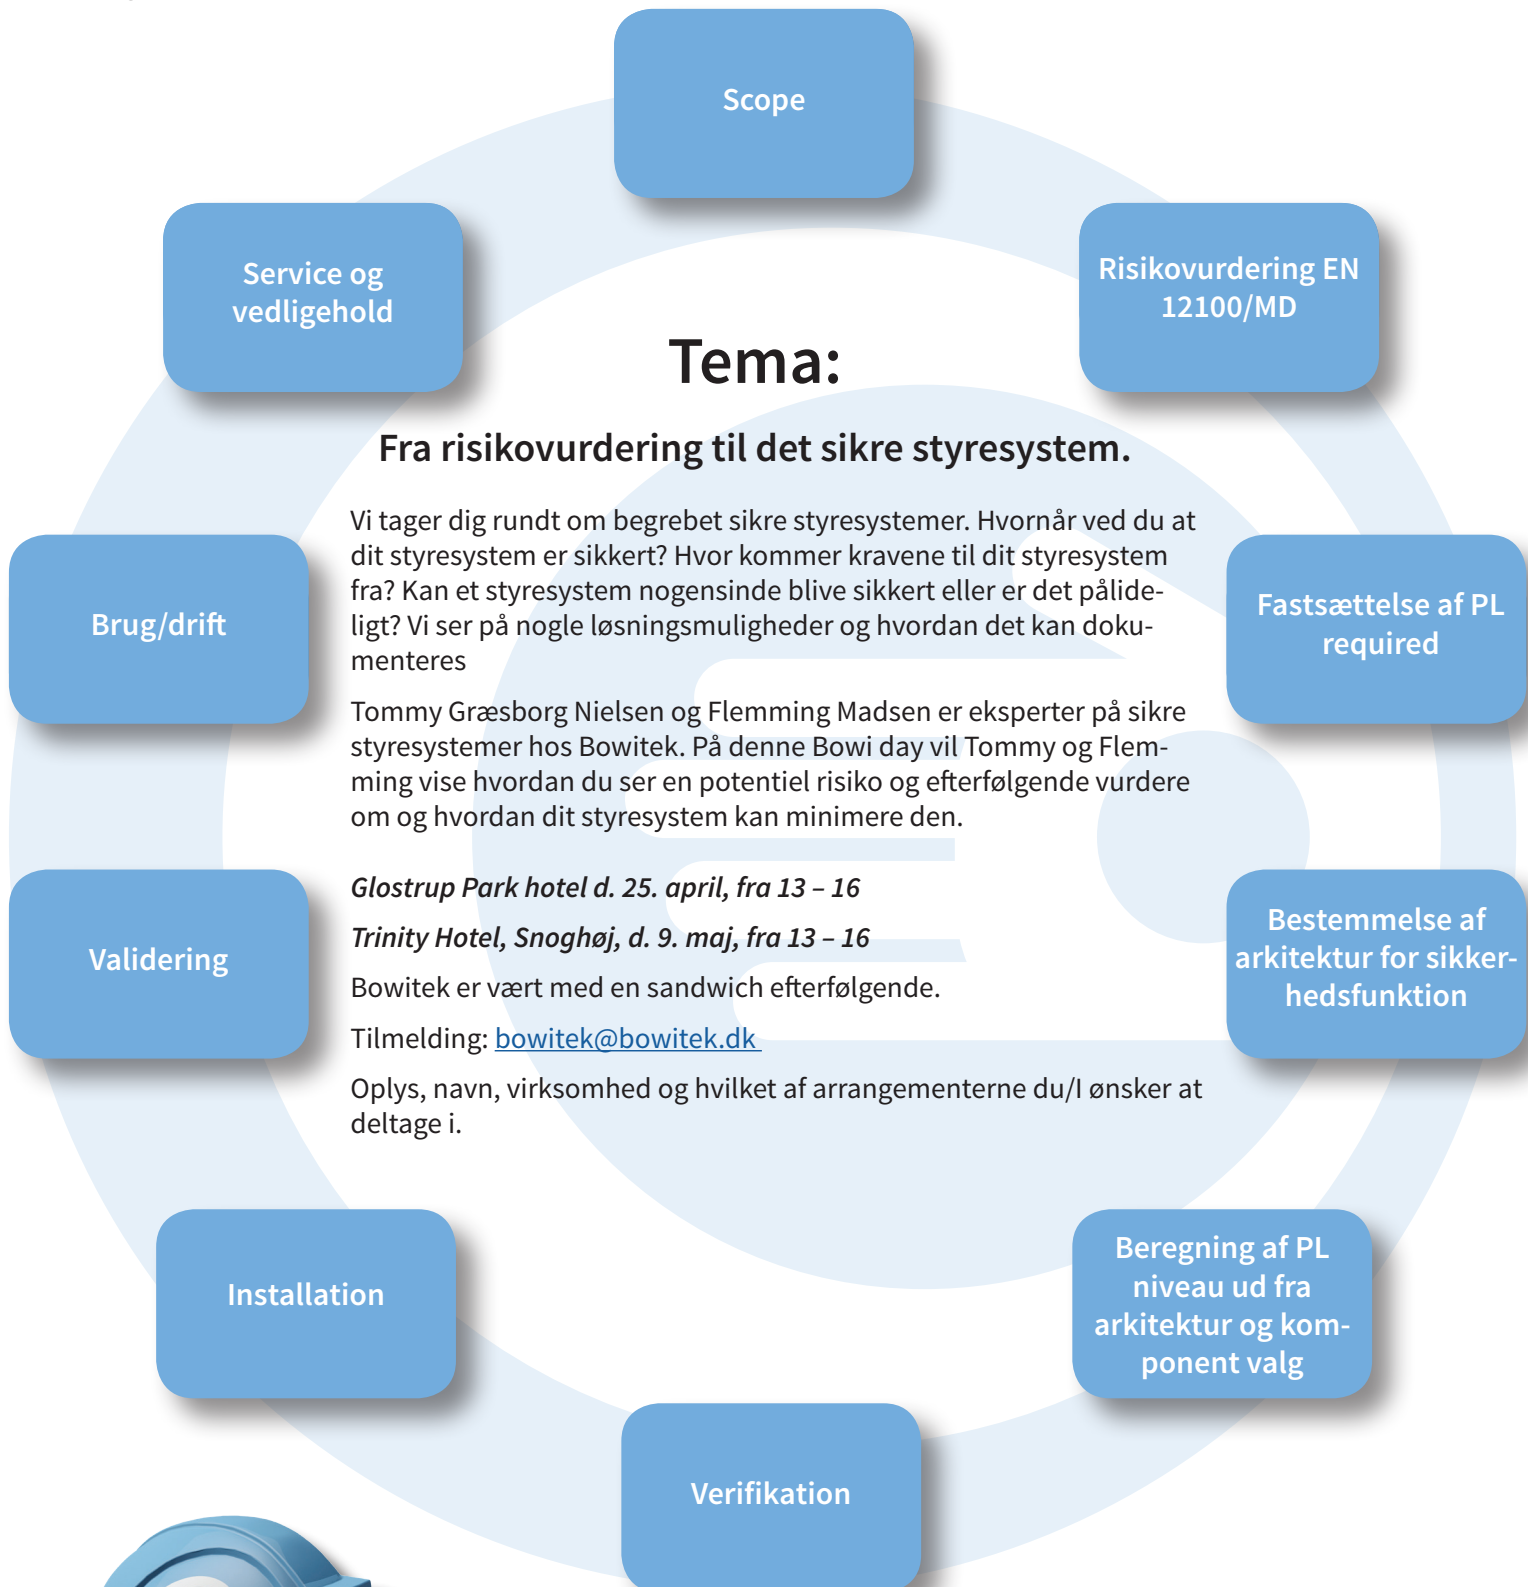 Scope
Service og
vedligehold
Risikovurdering EN
12100/MD
Tema:
Fra risikovurdering til det sikre styresystem.
Vi tager dig rundt om begrebet sikre styresystemer. Hvornår ved du at
dit styresystem er sikkert? Hvor kommer kravene til dit styresystem
fra? Kan et styresystem nogensinde blive sikkert eller er det pålide-
ligt? Vi ser på nogle løsningsmuligheder og hvordan det kan doku-
menteres
Tommy Græsborg Nielsen og Flemming Madsen er eksperter på sikre
styresystemer hos Bowitek. På denne Bowi day vil Tommy og Flem-
ming vise hvordan du ser en potentiel risiko og efterfølgende vurdere
om og hvordan dit styresystem kan minimere den.
Glostrup Park hotel d. 25. april, fra 13 – 16
Trinity Hotel, Snoghøj, d. 9. maj, fra 13 – 16
Bowitek er vært med en sandwich efterfølgende.
Tilmelding: bowitek@bowitek.dk
Oplys, navn, virksomhed og hvilket af arrangementerne du/I ønsker at
deltage i.
Brug/drift
Fastsættelse af PL
required
Validering
Bestemmelse af
arkitektur for sikker-
hedsfunktion
Installation
Beregning af PL
niveau ud fra
arkitektur og kom-
ponent valg
Verifikation